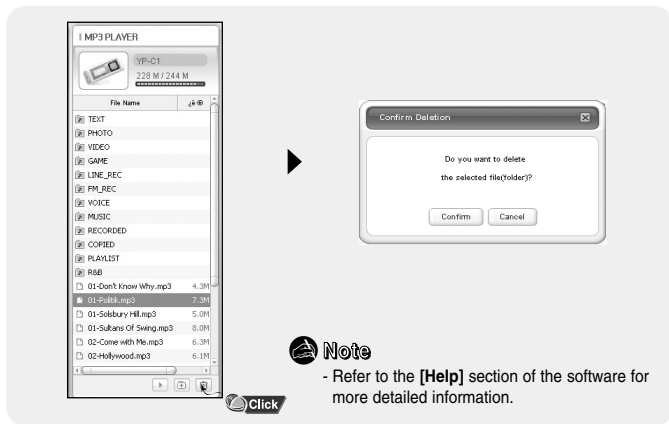 MP3 PLAYER
YP-C1
228 M / 244 M
File Name
TEXT
PHOTO
VIDEO
GAME
LINE_REC
FM_REC
VOICE
MUSIC
RECORDED
COPIED
PLAYLIST
R&B
01-Don't Know Why.mp3 4.3M
01-Politik.mp3 7.3M
01-Solsbury Hill.mp3 5.0M
01-Sultans Of Swing.mp3 8.0M
02-Come with Me.mp3 6.3M
02-Hollywood.mp3 6.1M
Click
Confirm Deletion
Do you want to delete
the selected file(folder)?
Confirm Cancel
Note
- Refer to the [Help] section of the software for
more detailed information.